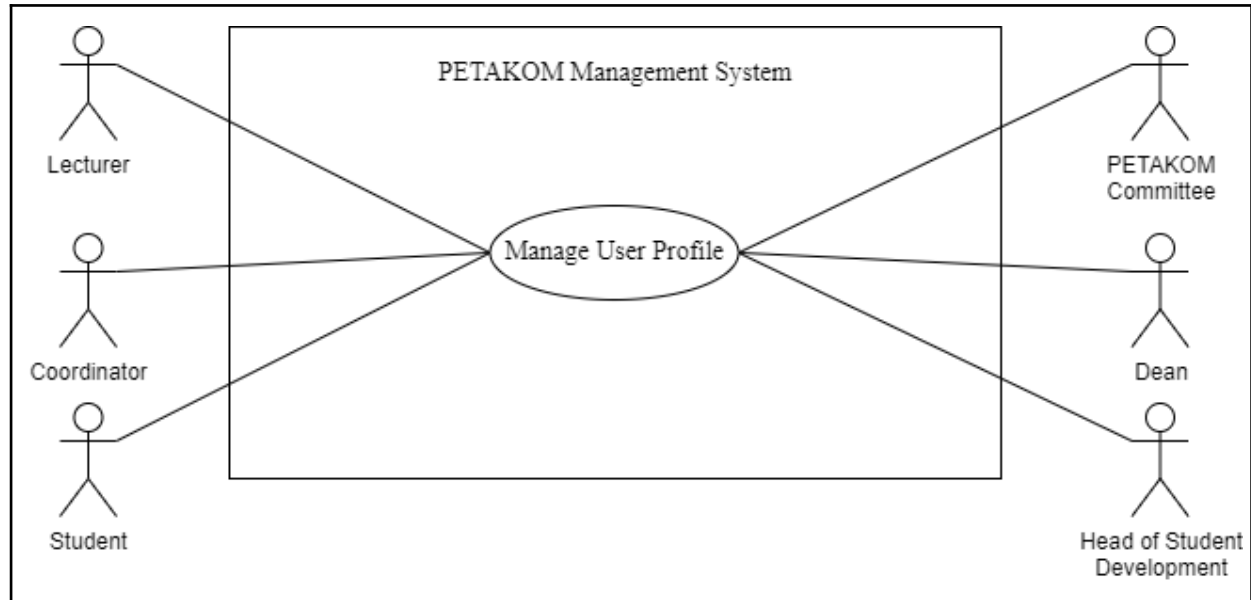 PETAKOM Management System
Lecturer
PETAKOM
Committee
Manage User Profile
Coordinator
Dean
Student
Head of Student
Development